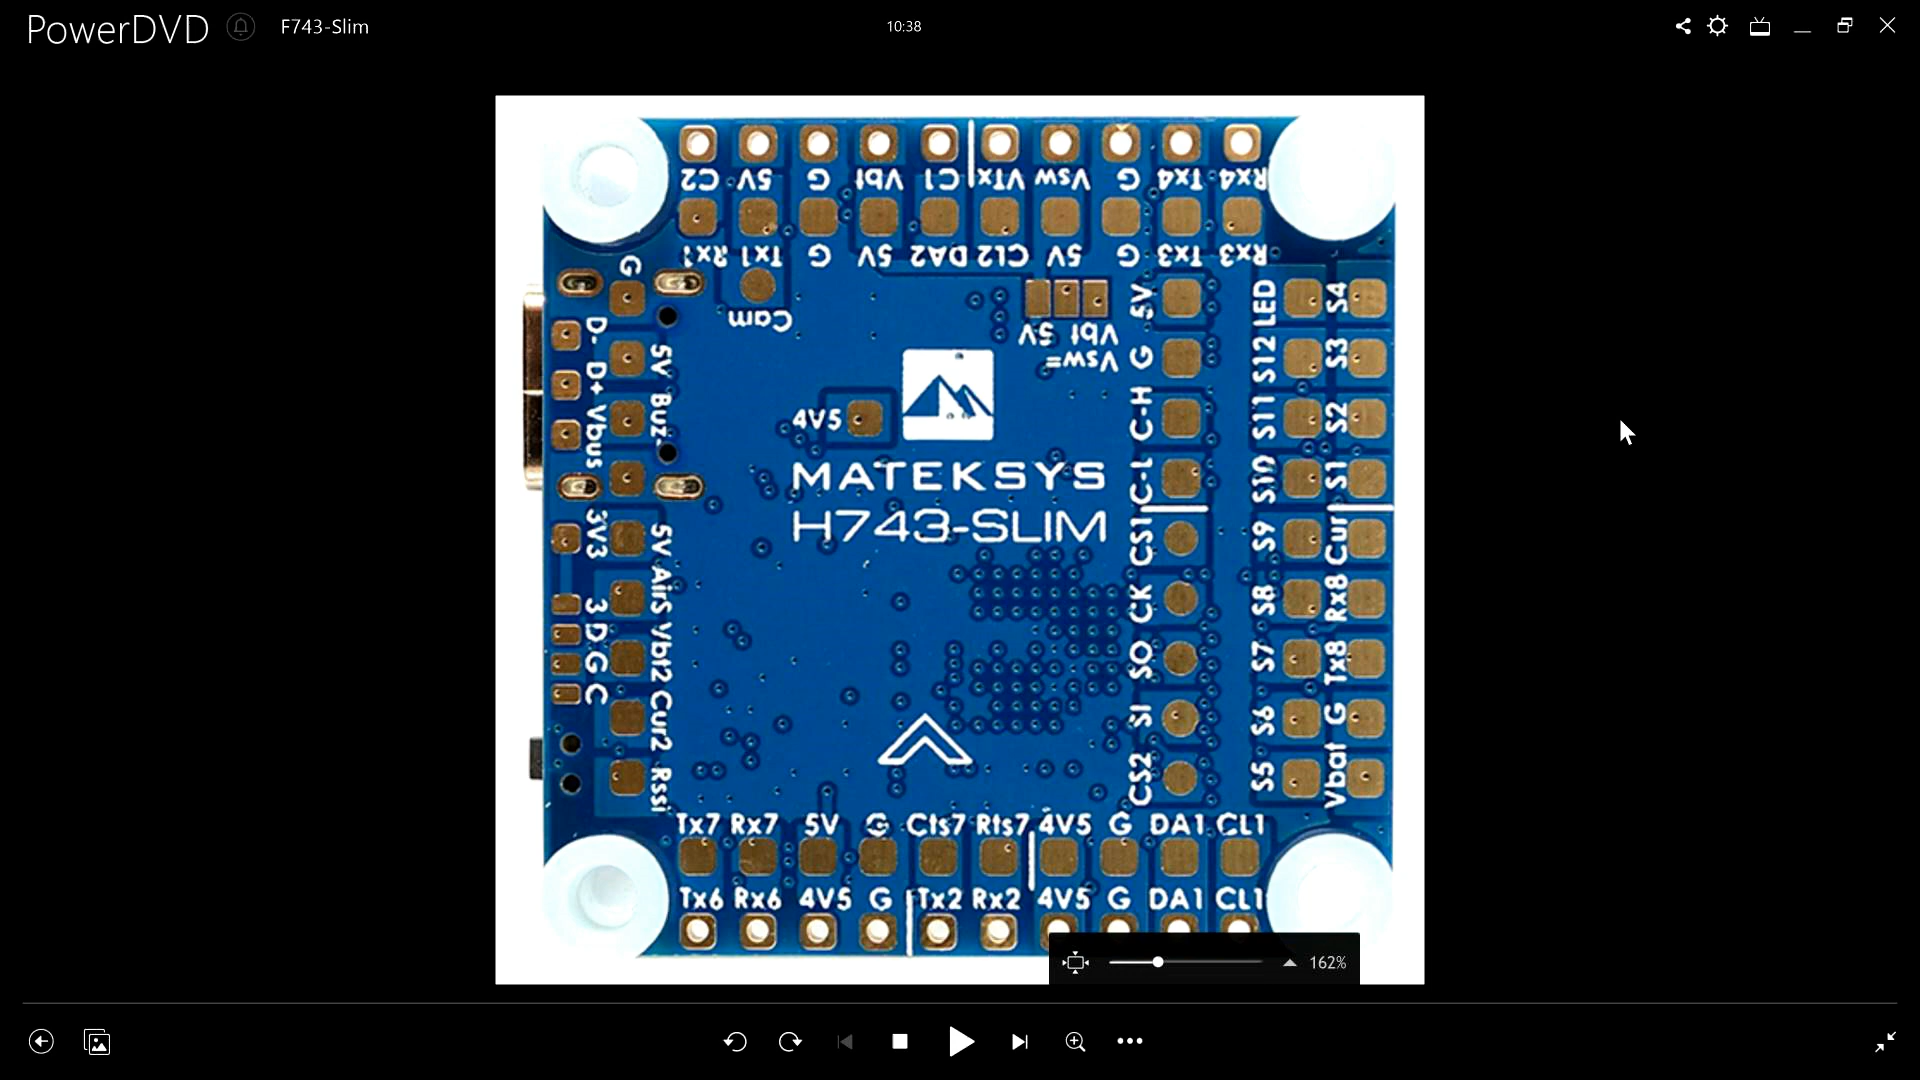 PowerDVD
F743-Slim
10:38
C2 5V G Vbt C1 VTx Vsw G Tx4 Rx4
Rx1 Tx1 G 5V DA2 CL2 5V G Tx3 Rx3
Cam
5V Vbt
Vsw=
G
D- D+ Vbus
5V Buz-
3V3
5V AirS Vbt2 Cur2 Rssi
3 D G C
4V5
MATEKSYS
H743-SLIM
5V G C-H C-L
CS1 CK SO SI CS2
LED S12 S11 S10 S9 S8 S7 S6 S5
S4 S3 S2 S1
Cur Rx8 Tx8 G Vbat
Tx7 Rx7 5V G Cts7 Rts7 4V5 G DA1 CL1
Tx6 Rx6 4V5 G Tx2 Rx2 4V5 G DA1 CL1
162%